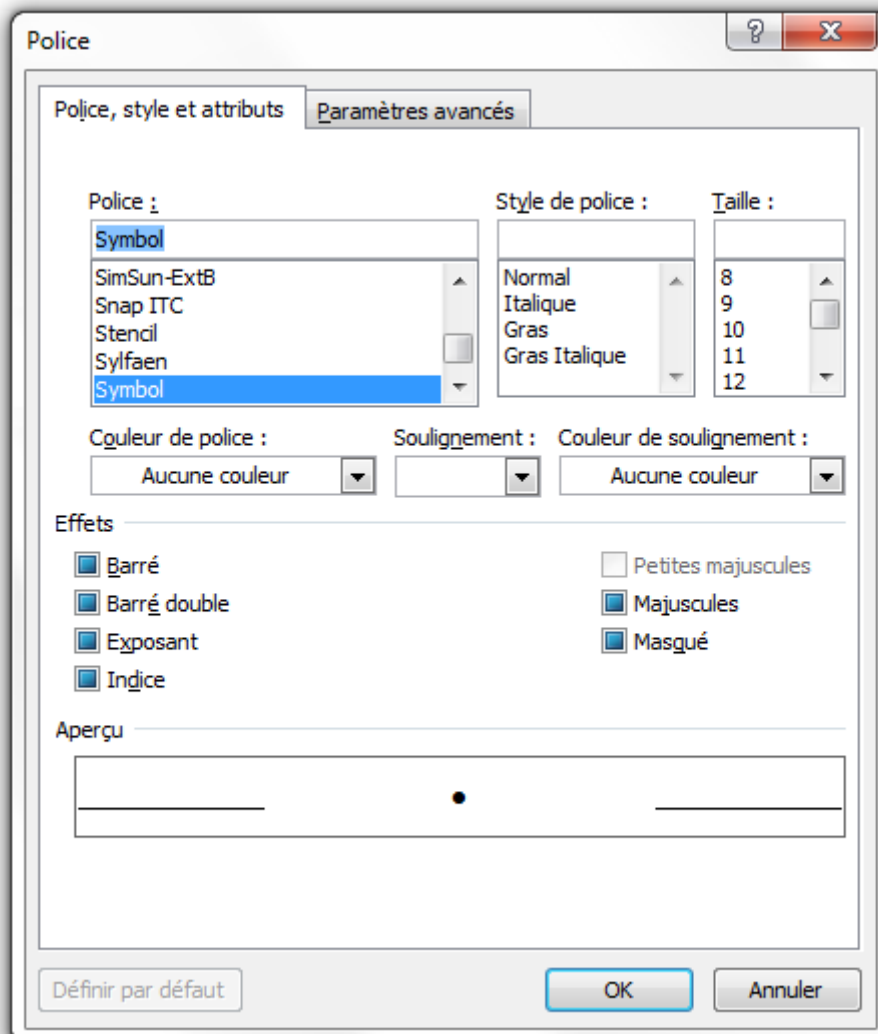 Police
Police, style et attributs Paramètres avancés
Police : Style de police : Taille :
Symbol
SimSun-ExtB Normal 8
Snap ITC Italique 9
Stencil Gras 10
Sylfaen Gras Italique 11
Symbol 12
Couleur de police : Soulignement : Couleur de soulignement :
Aucune couleur Aucune couleur
Effets
Barré Petites majuscules
Barré double Majuscules
Exposant Masqué
Indice
Aperçu
Définir par défaut OK Annuler